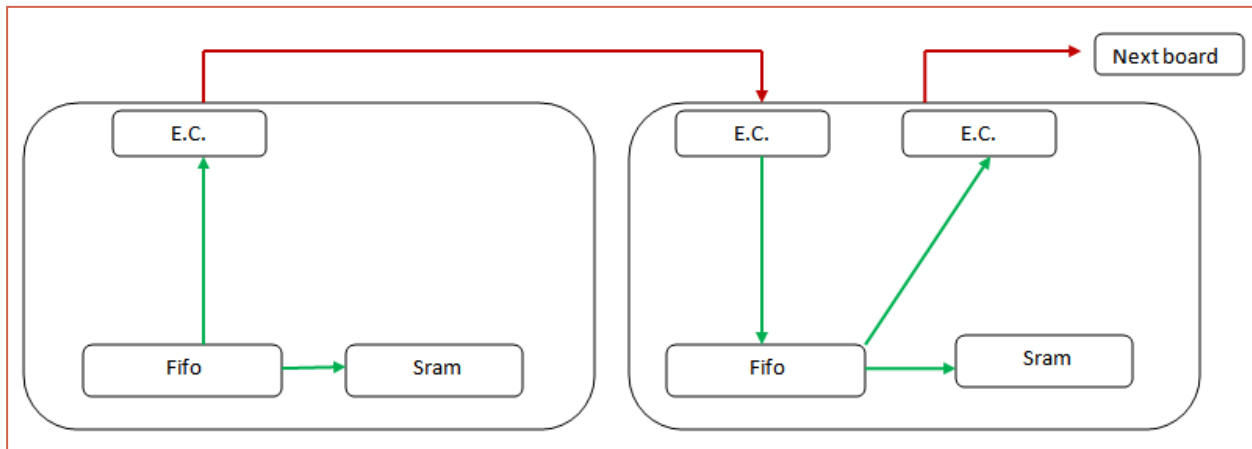 Next board
E.C.
E.C.
E.C.
Fifo
Sram
Fifo
Sram